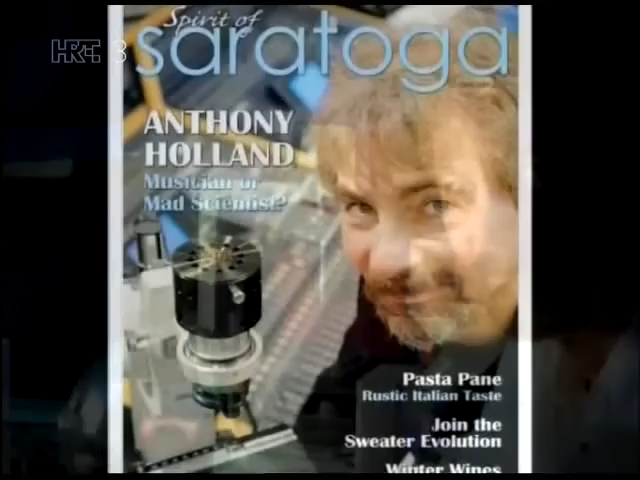 HRT 3
Spirit of
saratoga
ANTHONY
HOLLAND
Musician or
Mad Scientist?
Pasta Pane
Rustic Italian Taste
Join the
Sweater Evolution
Winter Wines